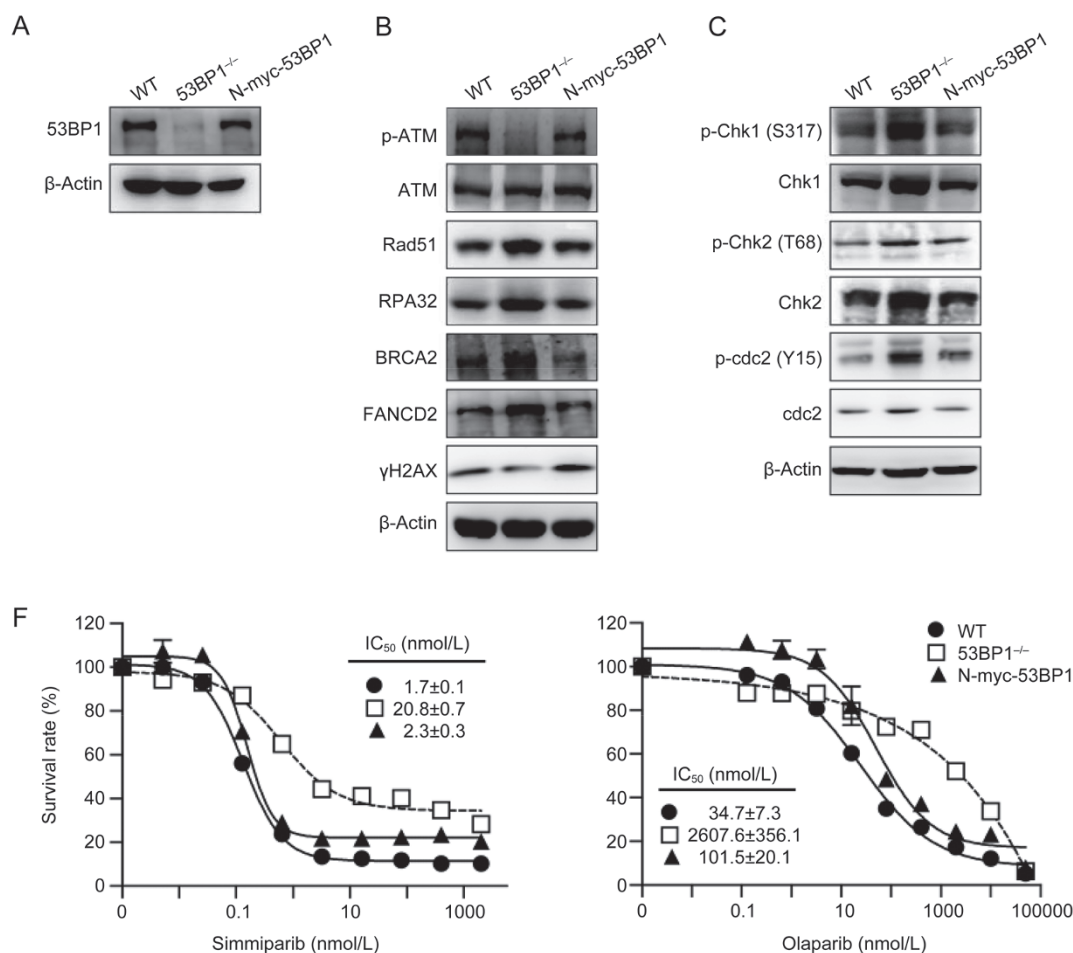 A
WT
53BP1⁻/⁻
N-myc-53BP1
53BP1
β-Actin
B
WT
53BP1⁻/⁻
N-myc-53BP1
p-ATM
ATM
Rad51
RPA32
BRCA2
FANCD2
γH2AX
β-Actin
C
WT
53BP1⁻/⁻
N-myc-53BP1
p-Chk1 (S317)
Chk1
p-Chk2 (T68)
Chk2
p-cdc2 (Y15)
cdc2
β-Actin
F
Survival rate (%)
120
100
80
60
40
20
0
0 0.1 10 1000
Simmiparib (nmol/L)
IC₅₀ (nmol/L)
1.7±0.1
20.8±0.7
2.3±0.3
120
100
80
60
40
20
0
0 0.1 10 1000 100000
Olaparib (nmol/L)
IC₅₀ (nmol/L)
34.7±7.3
2607.6±356.1
101.5±20.1
WT
53BP1⁻/⁻
N-myc-53BP1